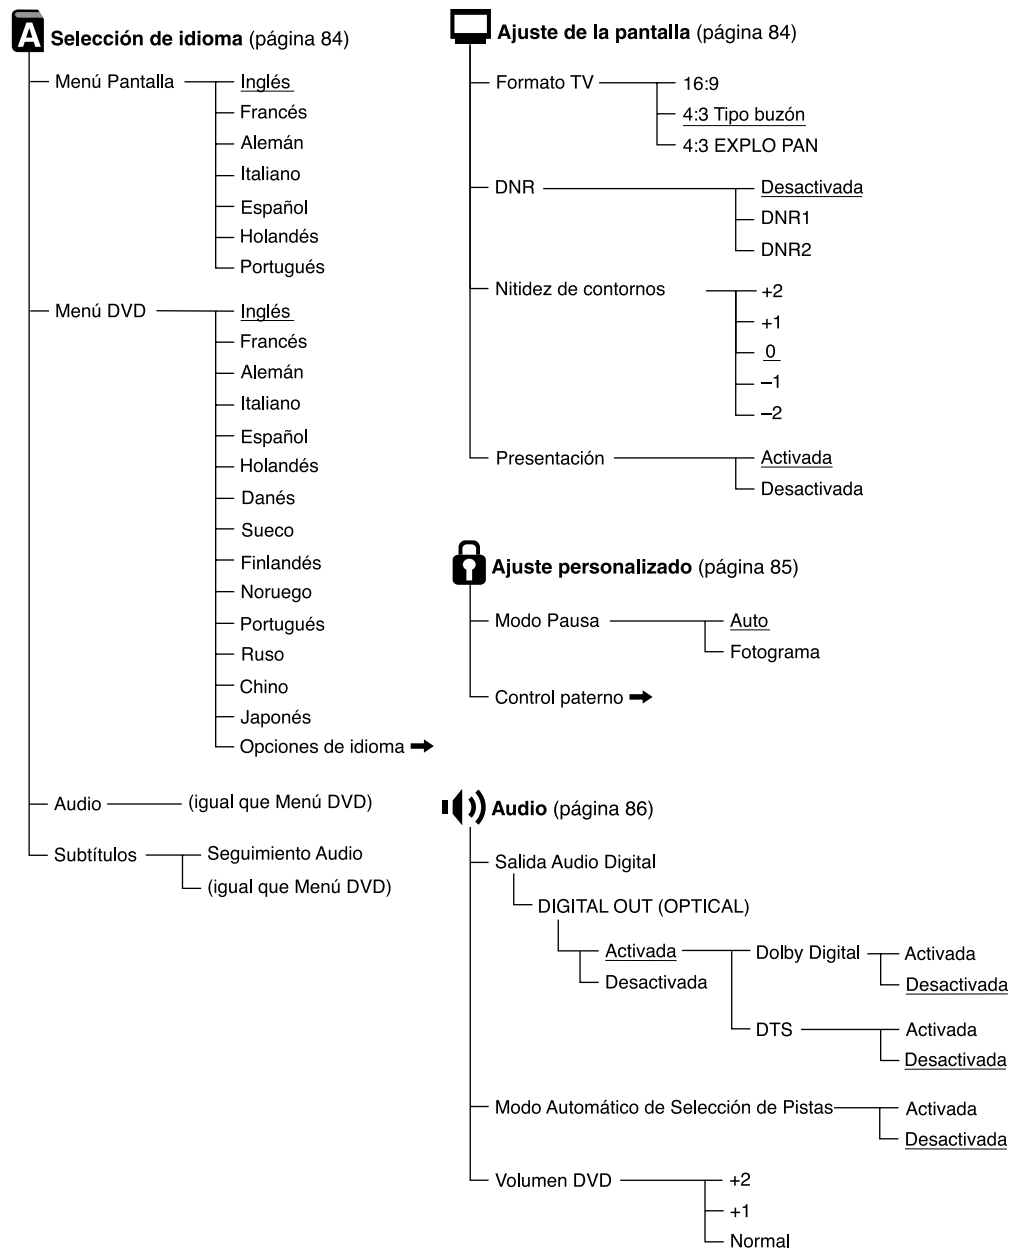 A Selección de idioma (página 84)
Menú Pantalla
Inglés
Francés
Alemán
Italiano
Español
Holandés
Portugués
Menú DVD
Inglés
Francés
Alemán
Italiano
Español
Holandés
Danés
Sueco
Finlandés
Noruego
Portugués
Ruso
Chino
Japonés
Opciones de idioma
Audio
(igual que Menú DVD)
Subtítulos
Seguimiento Audio
(igual que Menú DVD)
Ajuste de la pantalla (página 84)
Formato TV
16:9
4:3 Tipo buzón
4:3 EXPLO PAN
DNR
Desactivada
DNR1
DNR2
Nitidez de contornos
+2
+1
0
–1
–2
Presentación
Activada
Desactivada
Ajuste personalizado (página 85)
Modo Pausa
Auto
Fotograma
Control paterno
Audio (página 86)
Salida Audio Digital
DIGITAL OUT (OPTICAL)
Activada
Desactivada
Dolby Digital
Activada
Desactivada
DTS
Activada
Desactivada
Modo Automático de Selección de Pistas
Activada
Desactivada
Volumen DVD
+2
+1
Normal